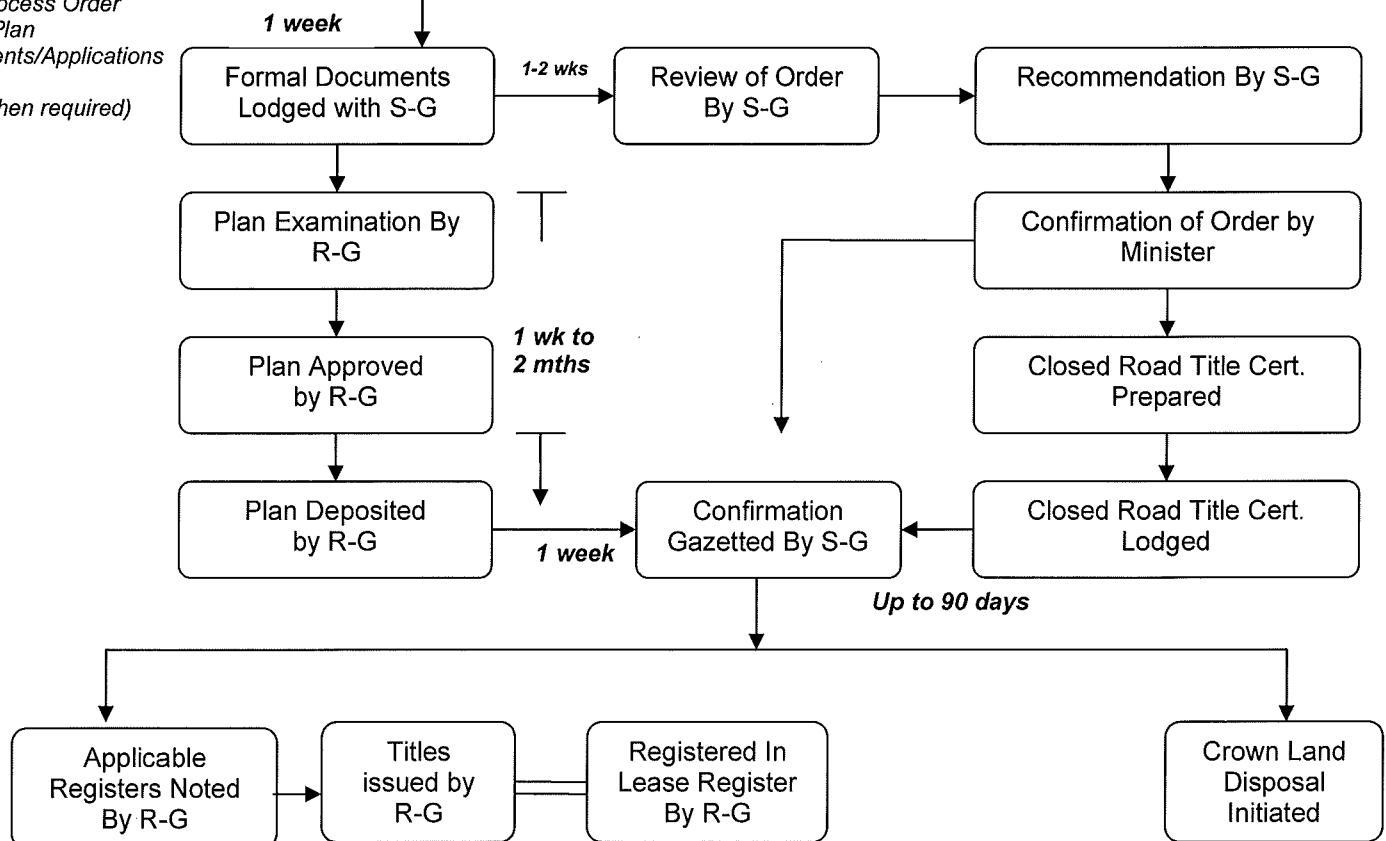 ocess Order
Plan
ents/Applications
hen required)
1 week
Formal Documents
Lodged with S-G
1-2 wks
Review of Order
By S-G
Recommendation By S-G
Plan Examination By
R-G
Confirmation of Order by
Minister
1 wk to
2 mths
Plan Approved
by R-G
Closed Road Title Cert.
Prepared
Plan Deposited
by R-G
1 week
Confirmation
Gazetted By S-G
Closed Road Title Cert.
Lodged
Up to 90 days
Applicable
Registers Noted
By R-G
Titles
issued by
R-G
Registered In
Lease Register
By R-G
Crown Land
Disposal
Initiated